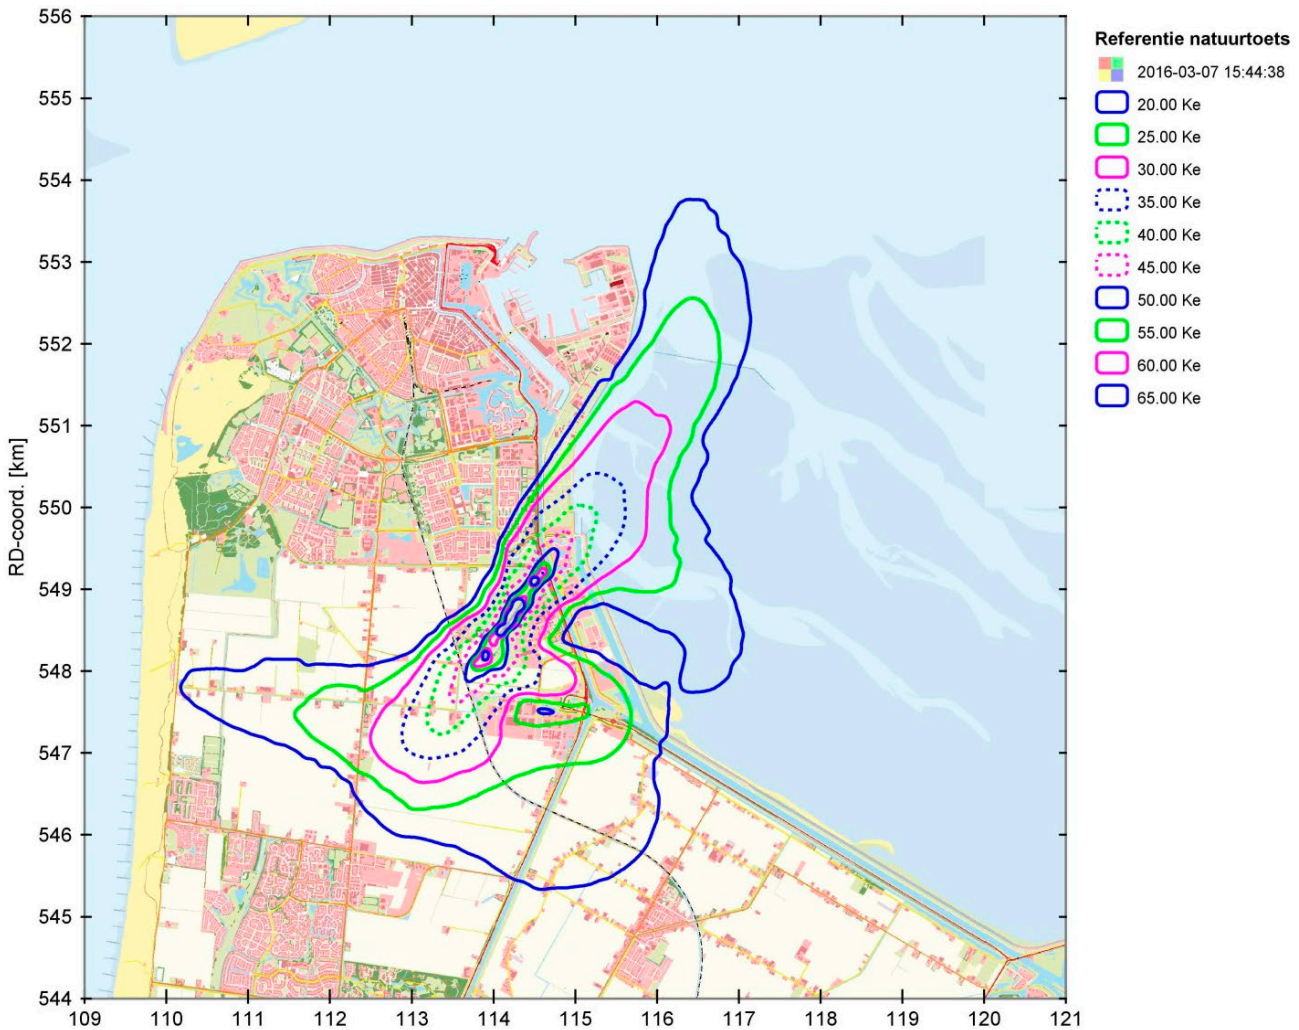 556
555
554
553
552
551
550
549
548
547
546
545
544
RD-coord. [km]
109 110 111 112 113 114 115 116 117 118 119 120 121
Referentie natuurtoets
2016-03-07 15:44:38
20.00 Ke
25.00 Ke
30.00 Ke
35.00 Ke
40.00 Ke
45.00 Ke
50.00 Ke
55.00 Ke
60.00 Ke
65.00 Ke